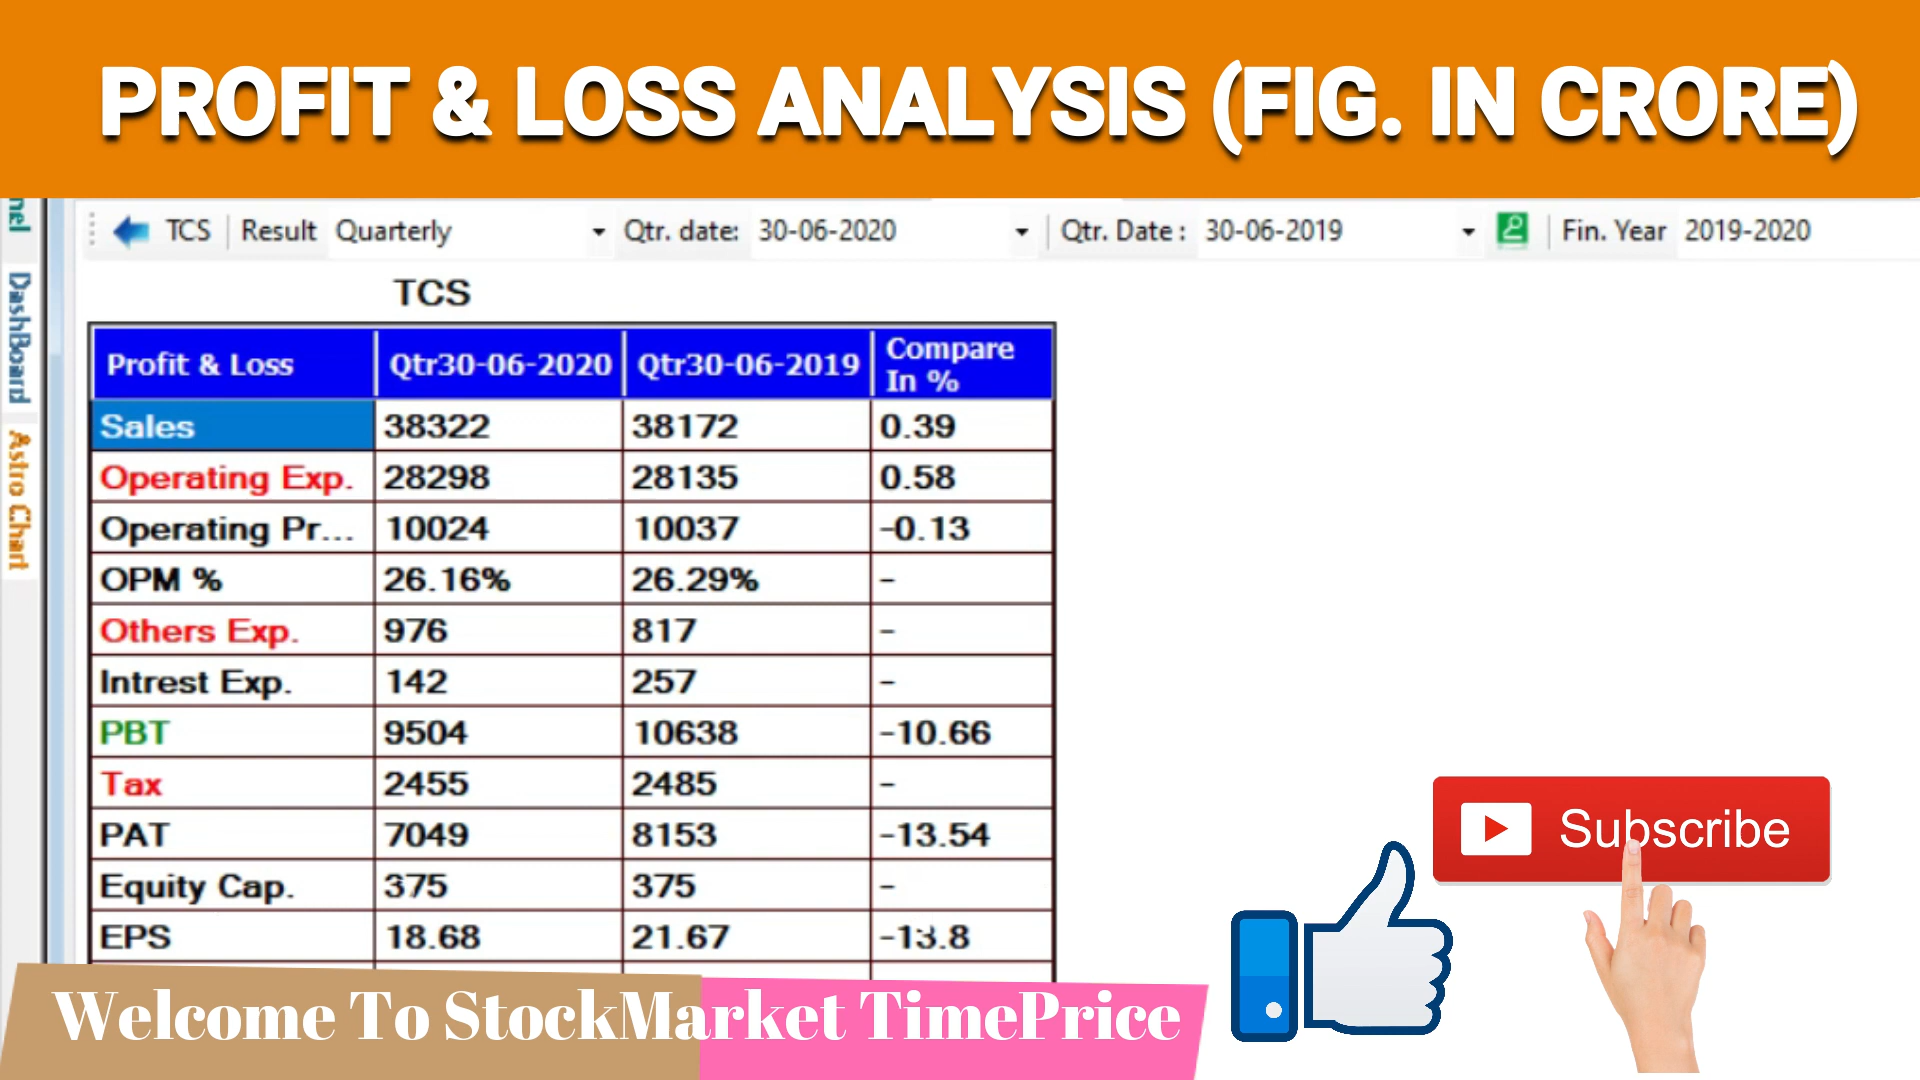 PROFIT & LOSS ANALYSIS (FIG. IN CRORE)
TCS Result Quarterly Qtr. date: 30-06-2020 Qtr. Date : 30-06-2019 Fin. Year 2019-2020
DashBoard
Astro Chart
TCS
Profit & Loss Qtr30-06-2020 Qtr30-06-2019 Compare In %
Sales 38322 38172 0.39
Operating Exp. 28298 28135 0.58
Operating Pr... 10024 10037 -0.13
OPM % 26.16% 26.29% -
Others Exp. 976 817 -
Intrest Exp. 142 257 -
PBT 9504 10638 -10.66
Tax 2455 2485 -
PAT 7049 8153 -13.54
Equity Cap. 375 375 -
EPS 18.68 21.67 -13.8
Subscribe
Welcome To StockMarket TimePrice